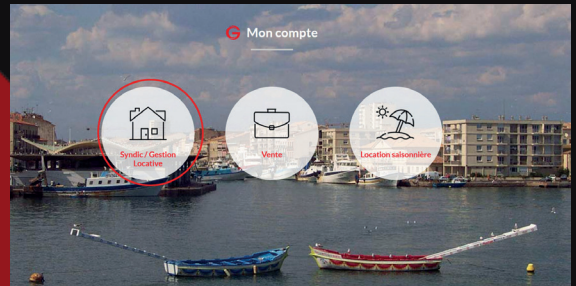 G Mon compte
Syndic / Gestion
Locative
Vente
Location saisonnière